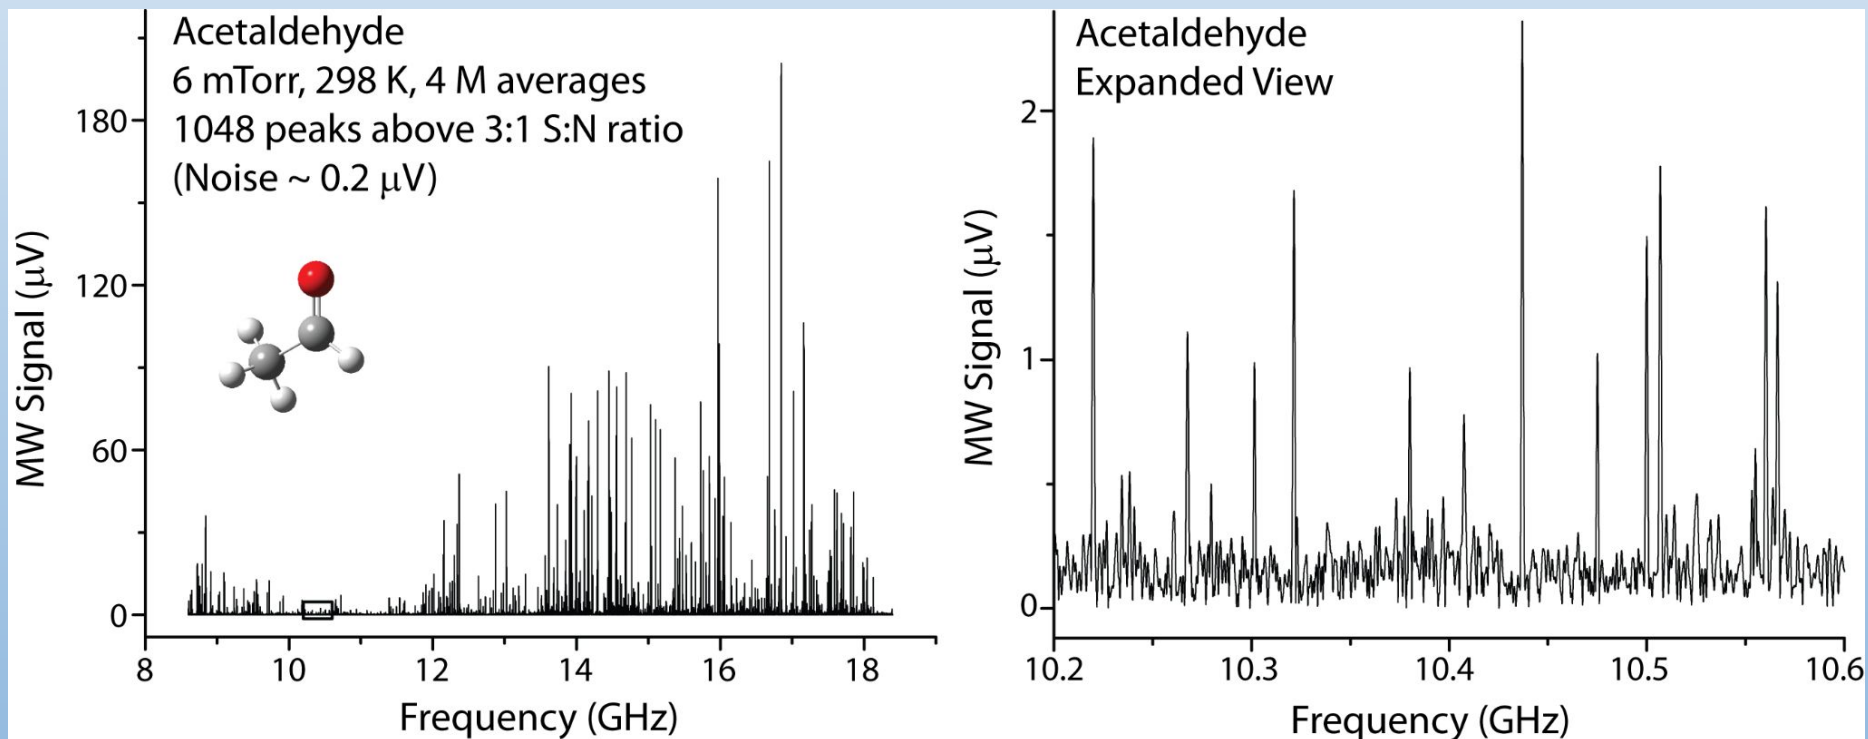 Acetaldehyde
6 mTorr, 298 K, 4 M averages
1048 peaks above 3:1 S:N ratio
(Noise ~ 0.2 μV)
MW Signal (μV)
180
120
60
0
8 10 12 14 16 18
Frequency (GHz)
Acetaldehyde
Expanded View
MW Signal (μV)
2
1
0
10.2 10.3 10.4 10.5 10.6
Frequency (GHz)